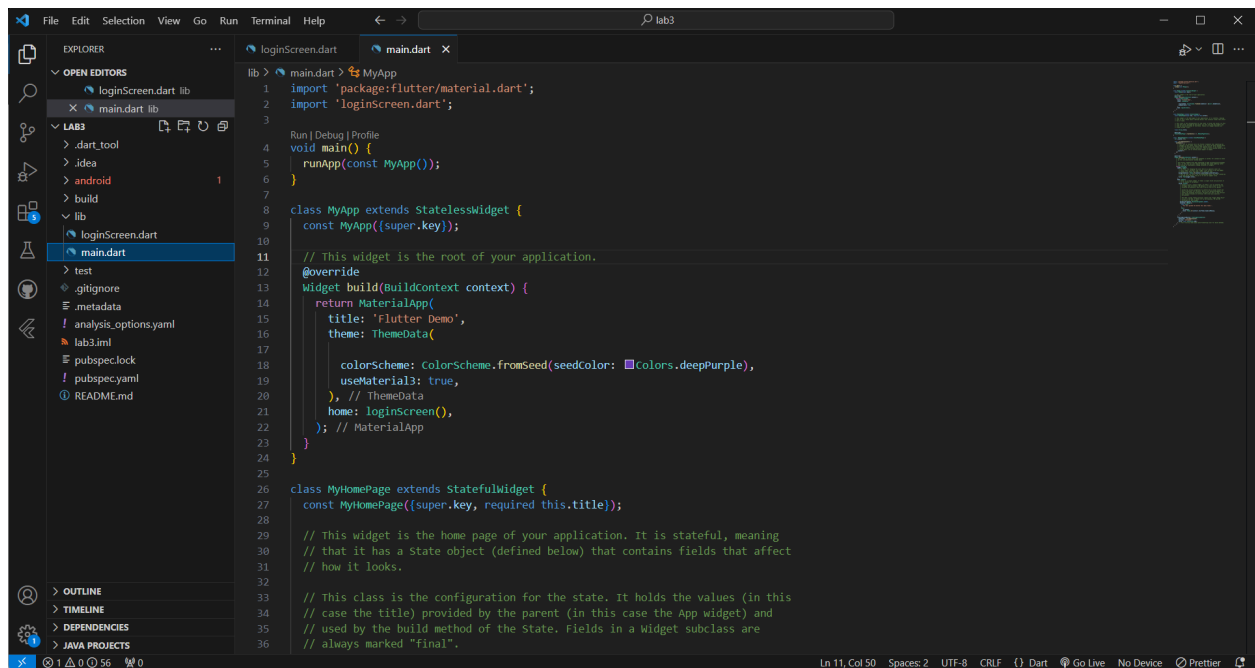 File Edit Selection View Go Run Terminal Help
lab3
EXPLORER
OPEN EDITORS
loginScreen.dart lib
main.dart lib
LAB3
.dart_tool
.idea
android 1
build
lib
loginScreen.dart
main.dart
test
.gitignore
.metadata
analysis_options.yaml
lab3.iml
pubspec.lock
pubspec.yaml
README.md
OUTLINE
TIMELINE
DEPENDENCIES
JAVA PROJECTS
5
1
loginScreen.dart main.dart
lib > main.dart > MyApp
1 import 'package:flutter/material.dart';
2 import 'loginScreen.dart';
3
Run | Debug | Profile
4 void main() {
5 runApp(const MyApp());
6 }
7
8 class MyApp extends StatelessWidget {
9 const MyApp({super.key});
10
11 // This widget is the root of your application.
12 @override
13 Widget build(BuildContext context) {
14 return MaterialApp(
15 title: 'Flutter Demo',
16 theme: ThemeData(
17
18 colorScheme: ColorScheme.fromSeed(seedColor: Colors.deepPurple),
19 useMaterial3: true,
20 ), // ThemeData
21 home: loginScreen(),
22 ); // MaterialApp
23 }
24 }
25
26 class MyHomePage extends StatefulWidget {
27 const MyHomePage({super.key, required this.title});
28
29 // This widget is the home page of your application. It is stateful, meaning
30 // that it has a State object (defined below) that contains fields that affect
31 // how it looks.
32
33 // This class is the configuration for the state. It holds the values (in this
34 // case the title) provided by the parent (in this case the App widget) and
35 // used by the build method of the State. Fields in a Widget subclass are
36 // always marked "final".
1 0 56 0
Ln 11, Col 50 Spaces: 2 UTF-8 CRLF {} Dart Go Live No Device Prettier